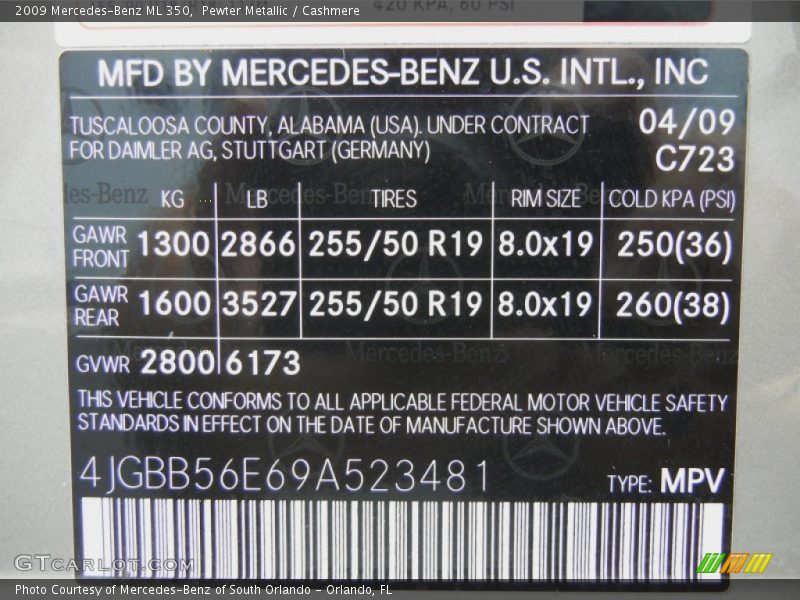 2009 Mercedes-Benz ML 350,  Pewter Metallic / Cashmere
420 KPA, 60 PSI
MFD BY MERCEDES-BENZ U.S. INTL., INC
TUSCALOOSA COUNTY, ALABAMA (USA). UNDER CONTRACT 04/09
FOR DAIMLER AG, STUTTGART (GERMANY) C723
KG LB TIRES RIM SIZE COLD KPA (PSI)
GAWR FRONT 1300 2866 255/50 R19 8.0x19 250(36)
GAWR REAR 1600 3527 255/50 R19 8.0x19 260(38)
GVWR 2800 6173
THIS VEHICLE CONFORMS TO ALL APPLICABLE FEDERAL MOTOR VEHICLE SAFETY
STANDARDS IN EFFECT ON THE DATE OF MANUFACTURE SHOWN ABOVE.
4JGBB56E69A523481 TYPE: MPV
GTCarLot.com
Photo Courtesy of Mercedes-Benz of South Orlando - Orlando, FL